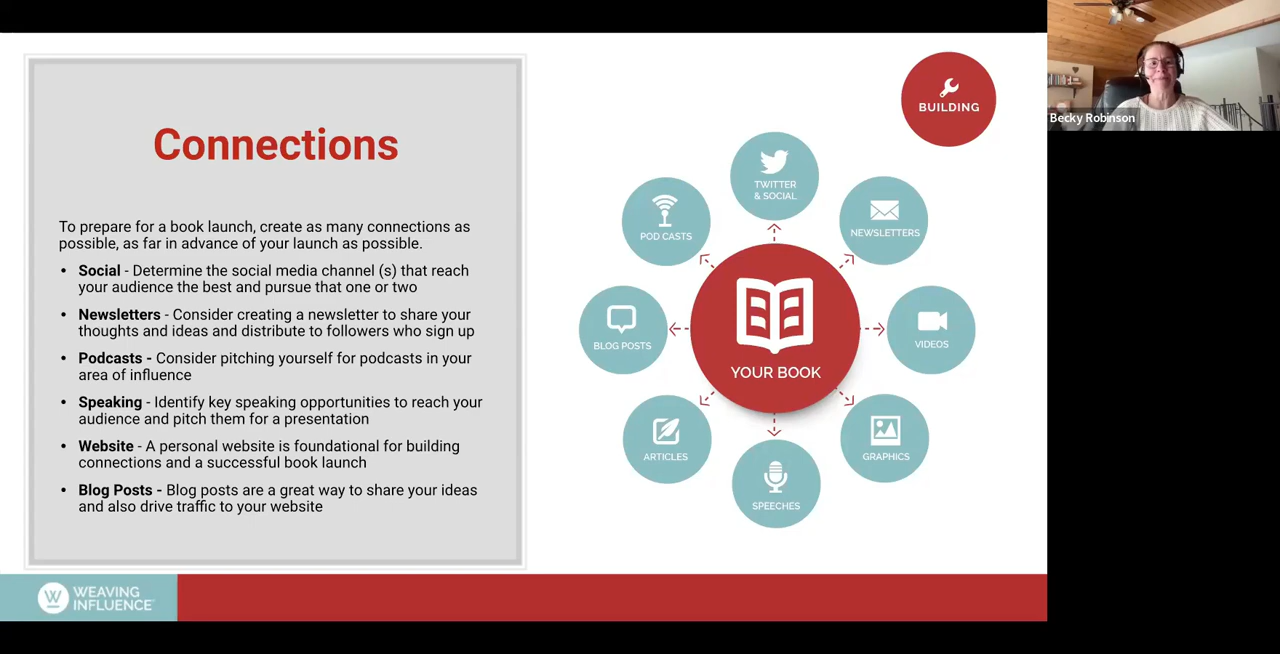 Connections
To prepare for a book launch, create as many connections as
possible, as far in advance of your launch as possible.
• Social - Determine the social media channel (s) that reach
your audience the best and pursue that one or two
• Newsletters - Consider creating a newsletter to share your
thoughts and ideas and distribute to followers who sign up
• Podcasts - Consider pitching yourself for podcasts in your
area of influence
• Speaking - Identify key speaking opportunities to reach your
audience and pitch them for a presentation
• Website - A personal website is foundational for building
connections and a successful book launch
• Blog Posts - Blog posts are a great way to share your ideas
and also drive traffic to your website
BUILDING
TWITTER
& SOCIAL
POD CASTS
NEWSLETTERS
BLOG POSTS
YOUR BOOK
VIDEOS
ARTICLES
GRAPHICS
SPEECHES
W
WEAVING
INFLUENCE
Becky Robinson